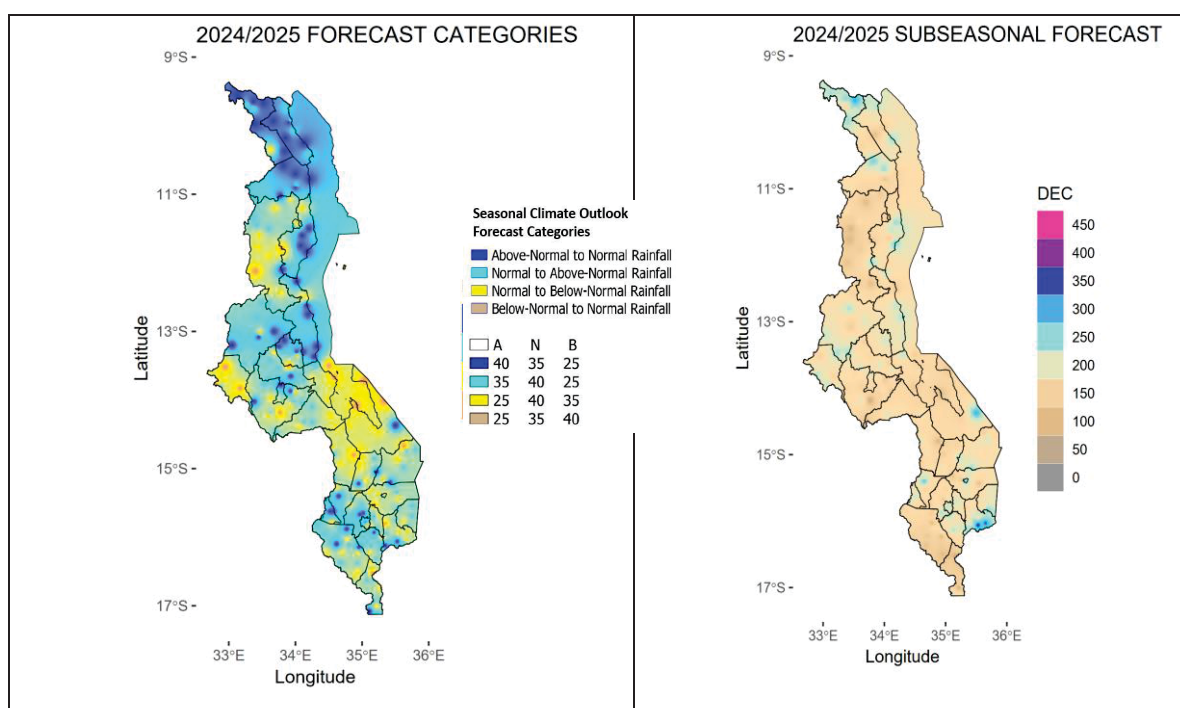 2024/2025 FORECAST CATEGORIES
9°S
11°S
13°S
15°S
17°S
Latitude
33°E 34°E 35°E 36°E
Longitude
Seasonal Climate Outlook
Forecast Categories
Above-Normal to Normal Rainfall
Normal to Above-Normal Rainfall
Normal to Below-Normal Rainfall
Below-Normal to Normal Rainfall
A N B
40 35 25
35 40 25
25 40 35
25 35 40
2024/2025 SUBSEASONAL FORECAST
9°S
11°S
13°S
15°S
17°S
Latitude
33°E 34°E 35°E 36°E
Longitude
DEC
450
400
350
300
250
200
150
100
50
0